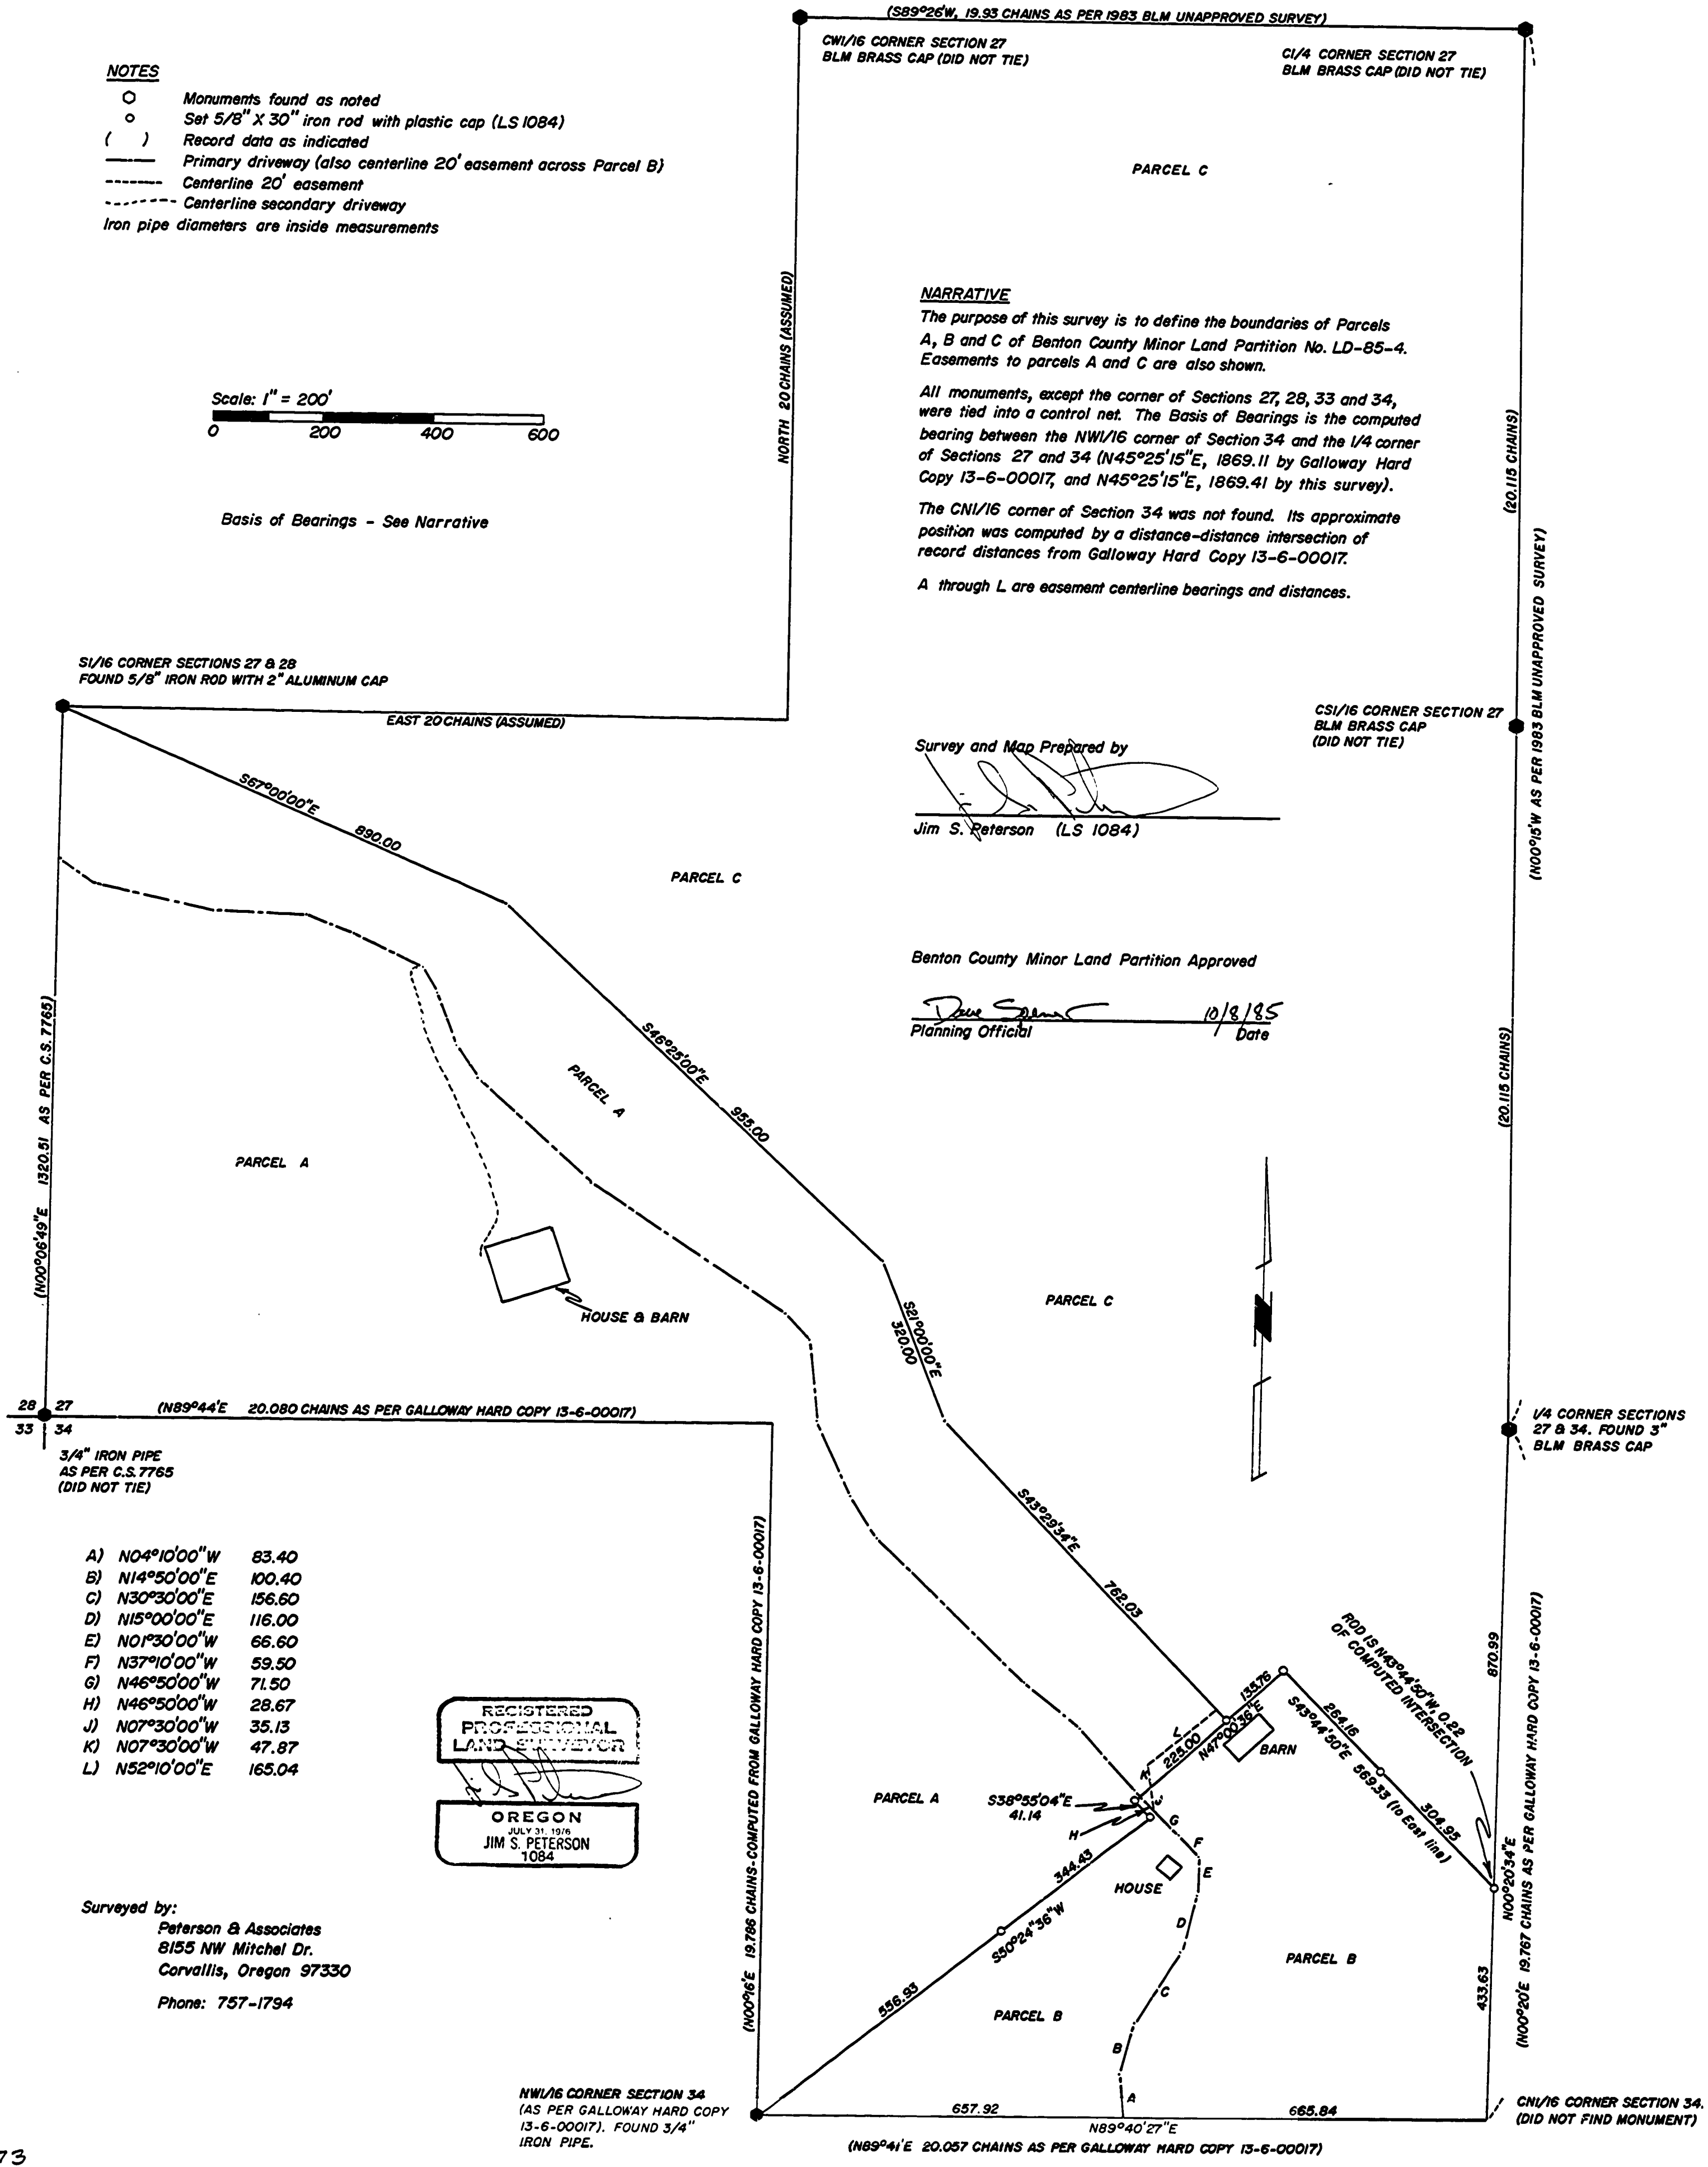 (S89°26'W, 19.93 CHAINS AS PER 1983 BLM UNAPPROVED SURVEY)
CW1/16 CORNER SECTION 27
BLM BRASS CAP (DID NOT TIE)
C1/4 CORNER SECTION 27
BLM BRASS CAP (DID NOT TIE)
NOTES
Monuments found as noted
Set 5/8" X 30" iron rod with plastic cap (LS 1084)
( ) Record data as indicated
Primary driveway (also centerline 20' easement across Parcel B)
Centerline 20' easement
Centerline secondary driveway
Iron pipe diameters are inside measurements
PARCEL C
Scale: 1" = 200'
0 200 400 600
Basis of Bearings - See Narrative
NORTH 20 CHAINS (ASSUMED)
NARRATIVE
The purpose of this survey is to define the boundaries of Parcels
A, B and C of Benton County Minor Land Partition No. LD-85-4.
Easements to parcels A and C are also shown.
All monuments, except the corner of Sections 27, 28, 33 and 34,
were tied into a control net. The Basis of Bearings is the computed
bearing between the NW1/16 corner of Section 34 and the 1/4 corner
of Sections 27 and 34 (N45°25'15"E, 1869.11 by Galloway Hard
Copy 13-6-00017, and N45°25'15"E, 1869.41 by this survey).
The CN1/16 corner of Section 34 was not found. Its approximate
position was computed by a distance-distance intersection of
record distances from Galloway Hard Copy 13-6-00017.
A through L are easement centerline bearings and distances.
(20.115 CHAINS)
(N00°15'W AS PER 1983 BLM UNAPPROVED SURVEY)
S1/16 CORNER SECTIONS 27 & 28
FOUND 5/8" IRON ROD WITH 2" ALUMINUM CAP
EAST 20 CHAINS (ASSUMED)
CS1/16 CORNER SECTION 27
BLM BRASS CAP
(DID NOT TIE)
Survey and Map Prepared by
Jim S. Peterson (LS 1084)
S67°00'00"E
890.00
PARCEL C
Benton County Minor Land Partition Approved
Dave S
10/8/85
Planning Official
Date
(N00°06'49"E 1320.51 AS PER C.S. 7765)
S46°25'00"E
955.00
PARCEL A
PARCEL A
(20.115 CHAINS)
HOUSE & BARN
PARCEL C
S21°00'00"E
320.00
28 27
33 34
(N89°44'E 20.080 CHAINS AS PER GALLOWAY HARD COPY 13-6-00017)
3/4" IRON PIPE
AS PER C.S. 7765
(DID NOT TIE)
1/4 CORNER SECTIONS
27 & 34. FOUND 3"
BLM BRASS CAP
S43°29'34"E
762.03
A) N04°10'00"W 83.40
B) N14°50'00"E 100.40
C) N30°30'00"E 156.60
D) N15°00'00"E 116.00
E) N01°30'00"W 66.60
F) N37°10'00"W 59.50
G) N46°50'00"W 71.50
H) N46°50'00"W 28.67
J) N07°30'00"W 35.13
K) N07°30'00"W 47.87
L) N52°10'00"E 165.04
(N00°16'E 19.786 CHAINS-COMPUTED FROM GALLOWAY HARD COPY 13-6-00017)
ROD IS N43°44'50"W, 0.22
OF COMPUTED INTERSECTION
870.99
135.76
L
225.00
N47°00'36"E
BARN
S43°44'50"E
264.16
569.33 (to East line)
304.95
K
J
PARCEL A
S38°55'04"E
41.14
H
G
F
E
HOUSE
D
344.43
S50°24'36"W
556.93
C
B
A
PARCEL B
PARCEL B
N00°20'34"E
433.63
(N00°20'E 19.767 CHAINS AS PER GALLOWAY HARD COPY 13-6-00017)
REGISTERED
PROFESSIONAL
LAND SURVEYOR
OREGON
JULY 31, 1976
JIM S. PETERSON
1084
Surveyed by:
Peterson & Associates
8155 NW Mitchel Dr.
Corvallis, Oregon 97330
Phone: 757-1794
NW1/16 CORNER SECTION 34
(AS PER GALLOWAY HARD COPY
13-6-00017). FOUND 3/4"
IRON PIPE.
657.92
N89°40'27"E
665.84
(N89°41'E 20.057 CHAINS AS PER GALLOWAY HARD COPY 13-6-00017)
CN1/16 CORNER SECTION 34.
(DID NOT FIND MONUMENT)
73